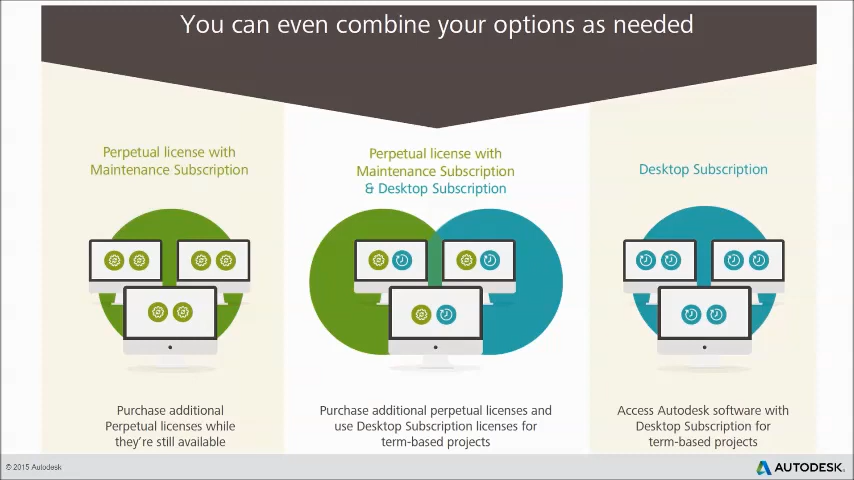 You can even combine your options as needed
Perpetual license with
Maintenance Subscription
Perpetual license with
Maintenance Subscription
& Desktop Subscription
Desktop Subscription
Purchase additional
Perpetual licenses while
they're still available
Purchase additional perpetual licenses and
use Desktop Subscription licenses for
term-based projects
Access Autodesk software with
Desktop Subscription for
term-based projects
© 2015 Autodesk
AUTODESK.